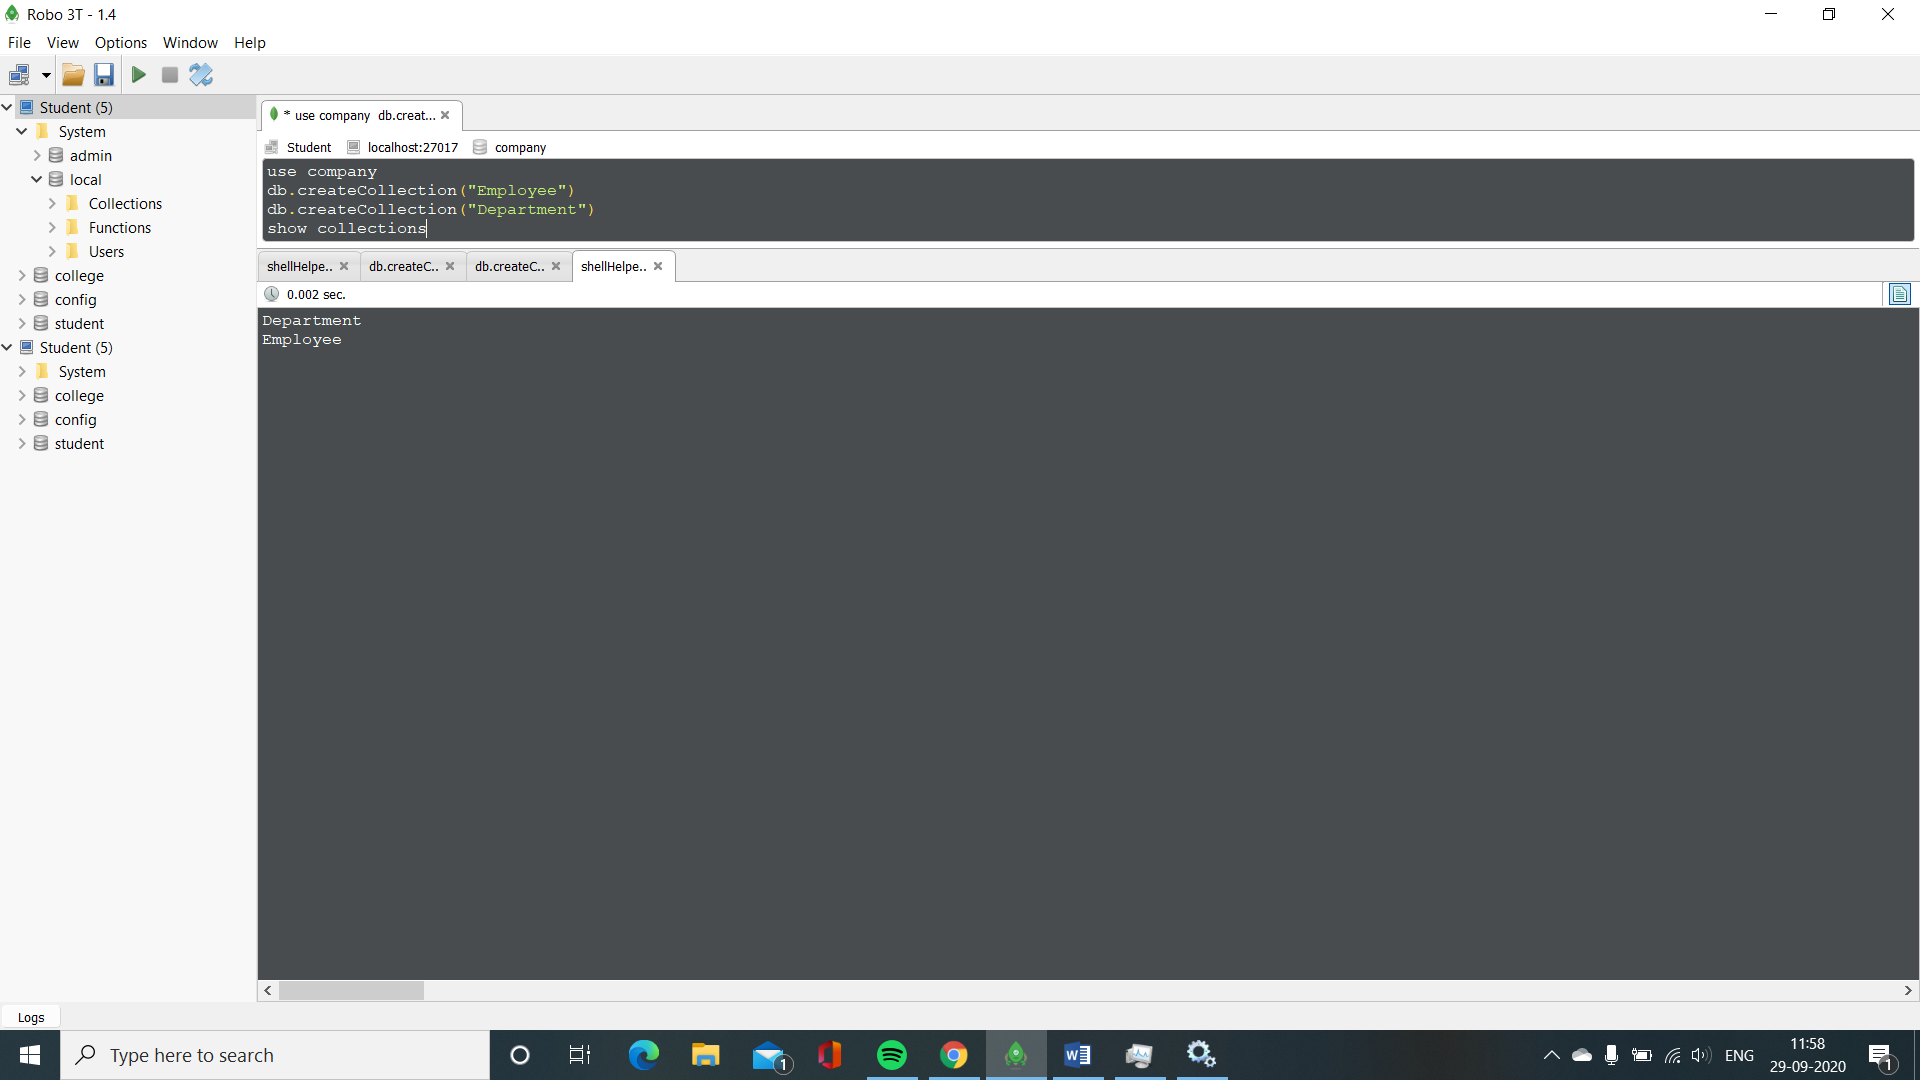 Robo 3T - 1.4
File View Options Window Help
Student (5)
System
admin
local
Collections
Functions
Users
college
config
student
Student (5)
System
college
config
student
* use company db.creat...
Student localhost:27017 company
use company
db.createCollection("Employee")
db.createCollection("Department")
show collections
shellHelpe.. db.createC.. db.createC.. shellHelpe..
0.002 sec.
Department
Employee
Logs
Type here to search
1
W
ENG
11:58
29-09-2020
1